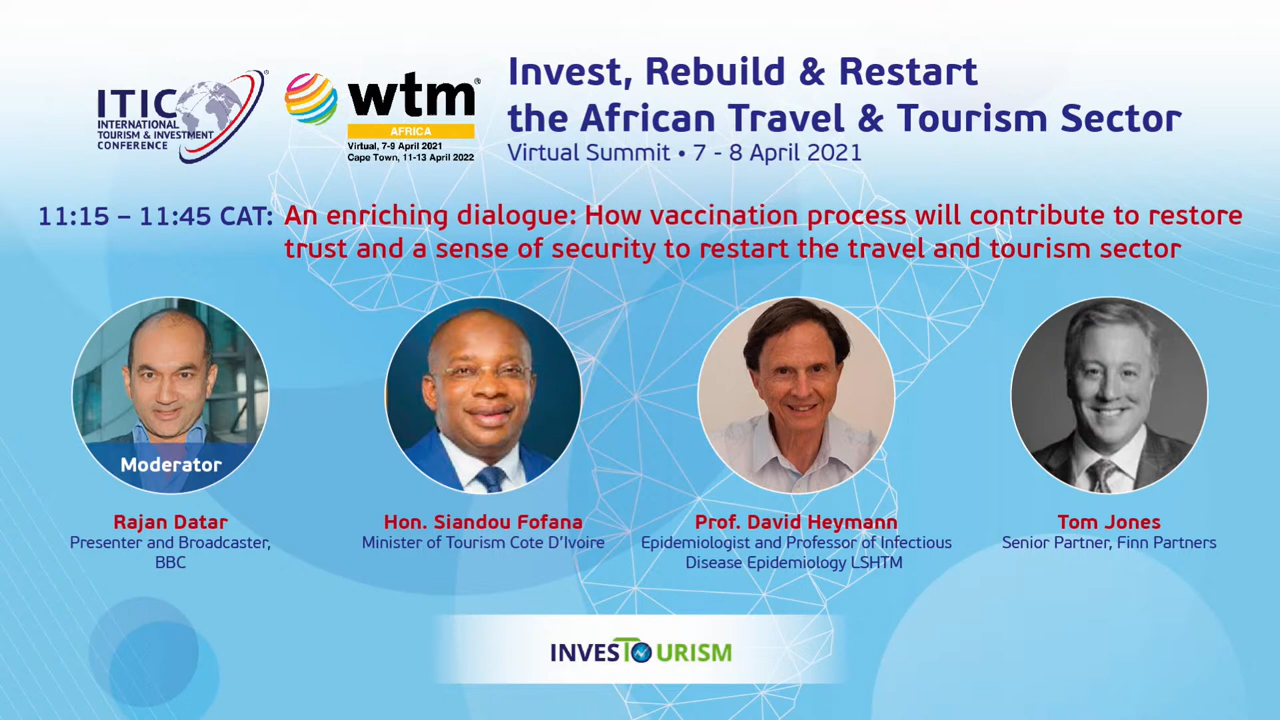 ITIC
INTERNATIONAL
TOURISM & INVESTMENT
CONFERENCE
®
wtm®
AFRICA
Virtual, 7-9 April 2021
Cape Town, 11-13 April 2022
Invest, Rebuild & Restart
the African Travel & Tourism Sector
Virtual Summit • 7 - 8 April 2021
11:15 – 11:45 CAT: An enriching dialogue: How vaccination process will contribute to restore
trust and a sense of security to restart the travel and tourism sector
Moderator
Rajan Datar
Presenter and Broadcaster,
BBC
Hon. Siandou Fofana
Minister of Tourism Cote D'Ivoire
Prof. David Heymann
Epidemiologist and Professor of Infectious
Disease Epidemiology LSHTM
Tom Jones
Senior Partner, Finn Partners
INVESTOURISM